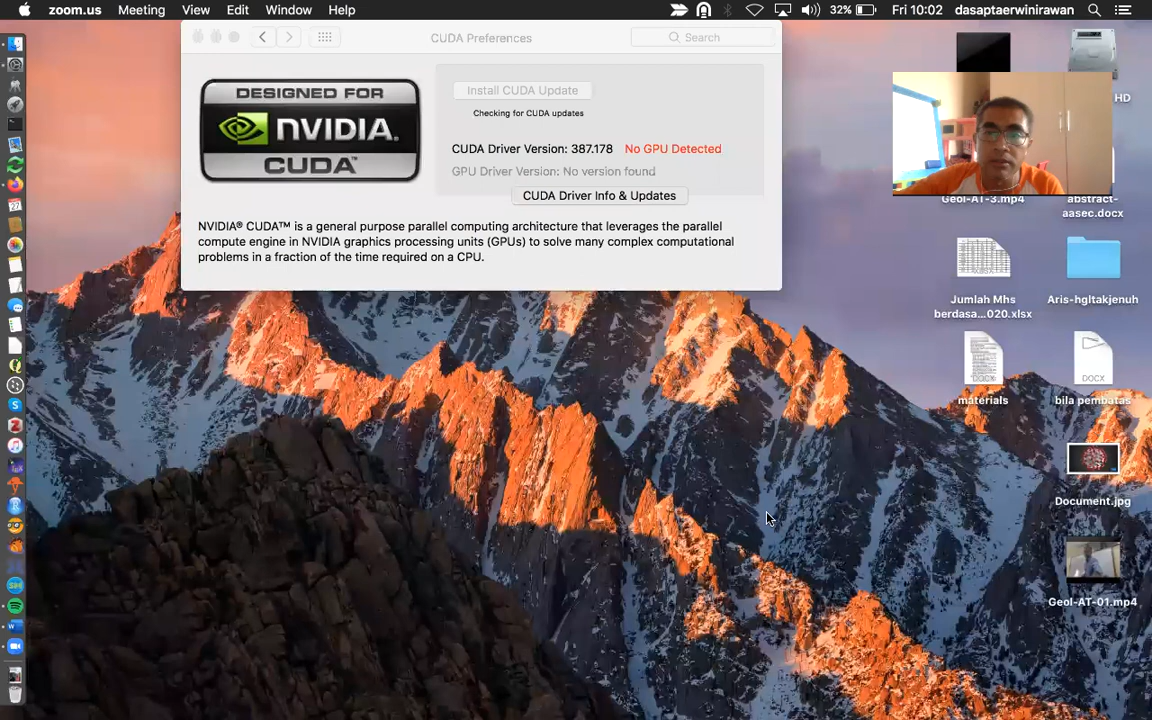 zoom.us Meeting View Edit Window Help 32% Fri 10:02 dasaptaerwinirawan
CUDA Preferences
Search
DESIGNED FOR
NVIDIA.
CUDA™
Install CUDA Update
Checking for CUDA updates
CUDA Driver Version: 387.178 No GPU Detected
GPU Driver Version: No version found
CUDA Driver Info & Updates
NVIDIA® CUDA™ is a general purpose parallel computing architecture that leverages the parallel
compute engine in NVIDIA graphics processing units (GPUs) to solve many complex computational
problems in a fraction of the time required on a CPU.
HD
Geol-AT-3.mp4
abstract-
aasec.docx
Jumlah Mhs
berdasa...020.xlsx
Aris-hgltakjenuh
DOCX
materials
DOCX
bila pembatas
Document.jpg
Geol-AT-01.mp4
27